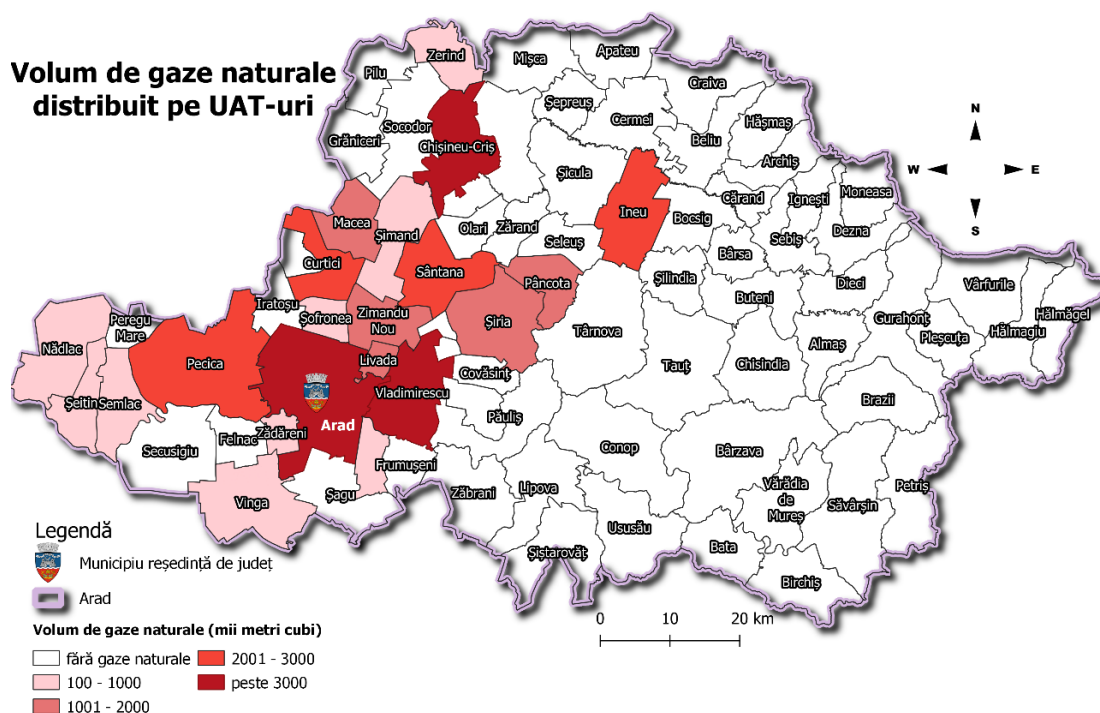 Volum de gaze naturale
distribuit pe UAT-uri
Zerind
Mișca
Apateu
Pilu
Craiva
Șepreuș
Socodor
Cermei
Hășmaș
Grăniceri
Chișineu-Criș
Beliu
Archiș
N
W
E
S
Șicula
Moneasa
Cărand
Ignești
Ineu
Bocsig
Macea
Șimand
Olari
Zărand
Dezna
Seleuș
Sebiș
Bârsa
Curtici
Sântana
Șilindia
Pâncota
Dieci
Vârfurile
Buteni
Iratoșu
Zimandu
Nou
Șofronea
Șiria
Târnova
Gurahonț
Hălmăgel
Peregu
Mare
Hălmagiu
Pleșcuța
Almaș
Nădlac
Pecica
Livada
Covăsinț
Tauț
Chisindia
Vladimirescu
Șeitin
Semlac
Brazii
Păuliș
Arad
Zădăreni
Felnac
Secusigiu
Frumușeni
Conop
Bârzava
Vinga
Șagu
Zăbrani
Lipova
Vărădia
de
Mureș
Petriș
Săvârșin
Ususău
Bata
Șiștarovăț
Birchiș
Legendă
Municipiu reședință de județ
Arad
Volum de gaze naturale (mii metri cubi)
fără gaze naturale
2001 - 3000
100 - 1000
peste 3000
1001 - 2000
0 10 20 km